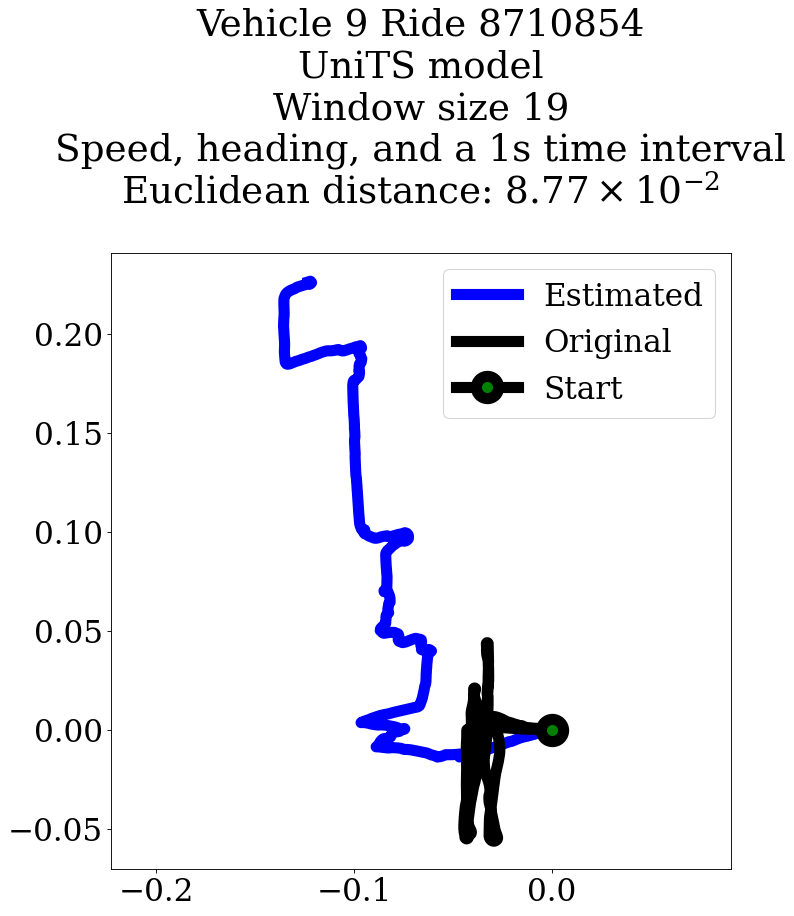 Vehicle 9 Ride 8710854
UniTS model
Window size 19
Speed, heading, and a 1s time interval
Euclidean distance: 8.77 × 10⁻²
Estimated
Original
Start
0.20
0.15
0.10
0.05
0.00
−0.05
−0.2
−0.1
0.0